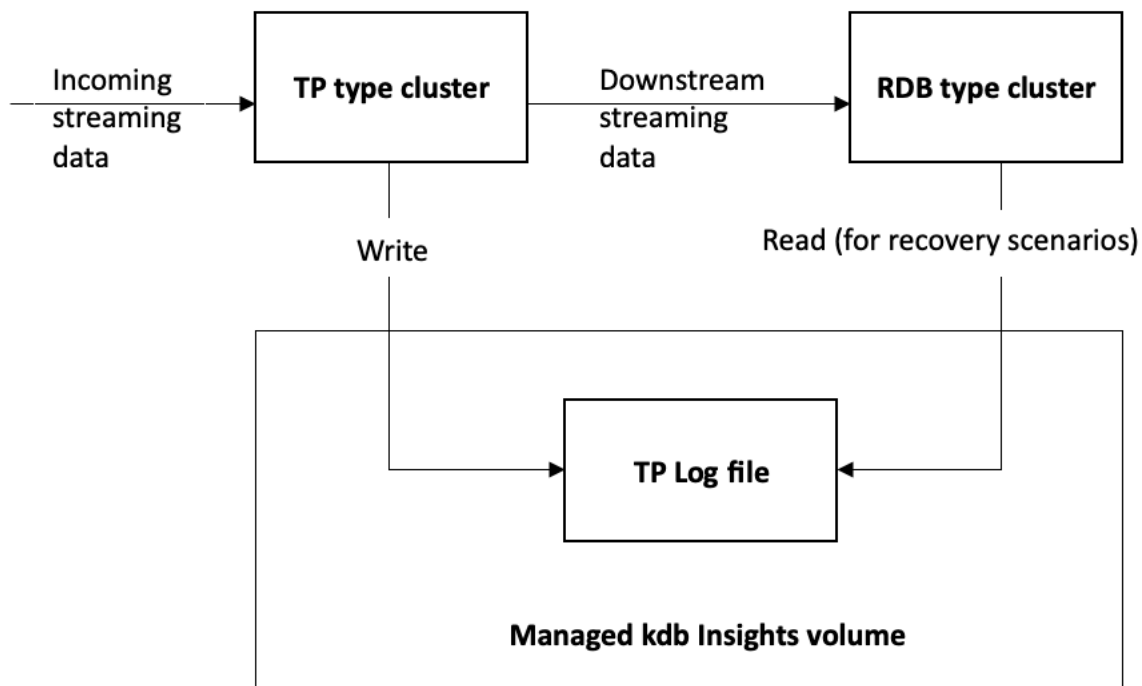 Incoming
streaming
data
TP type cluster
Downstream
streaming
data
RDB type cluster
Write
Read (for recovery scenarios)
TP Log file
Managed kdb Insights volume